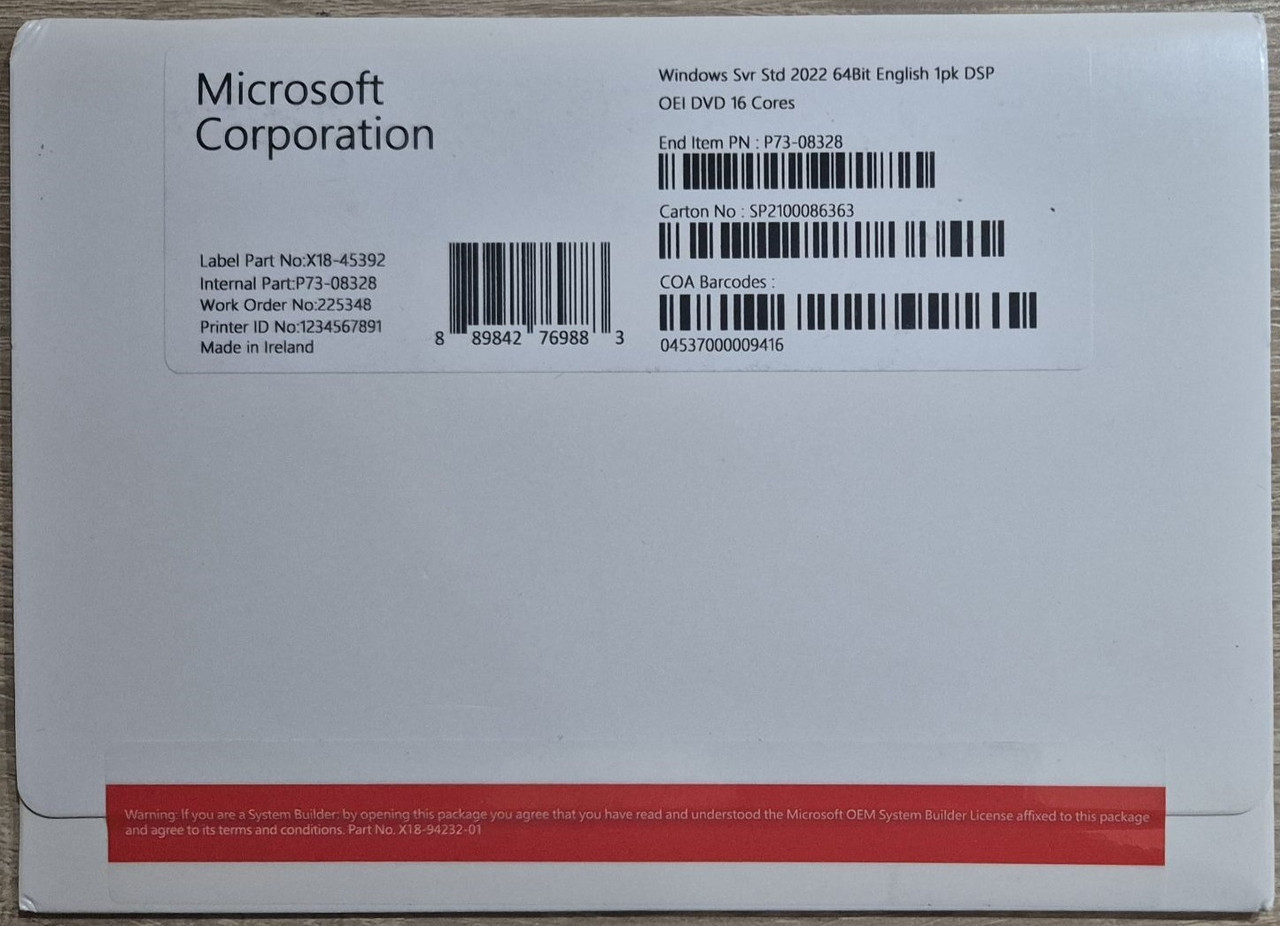 Microsoft
Corporation
Label Part No:X18-45392
Internal Part:P73-08328
Work Order No:225348
Printer ID No:1234567891
Made in Ireland
8 89842 76988 3
Windows Svr Std 2022 64Bit English 1pk DSP
OEI DVD 16 Cores
End Item PN : P73-08328
Carton No : SP2100086363
COA Barcodes :
04537000009416
Warning: If you are a System Builder: by opening this package you agree that you have read and understood the Microsoft OEM System Builder License affixed to this package
and agree to its terms and conditions. Part No. X18-94232-01